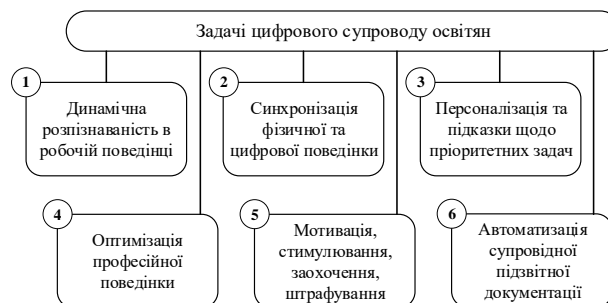 Задачі цифрового супроводу освітян
1
Динамічна
розпізнаваність в
робочій поведінці
2
Синхронізація
фізичної та
цифрової поведінки
3
Персоналізація та
підказки щодо
пріоритетних задач
4
Оптимізація
професійної
поведінки
5
Мотивація,
стимулювання,
заохочення,
штрафування
6
Автоматизація
супровідної
підзвітної
документації